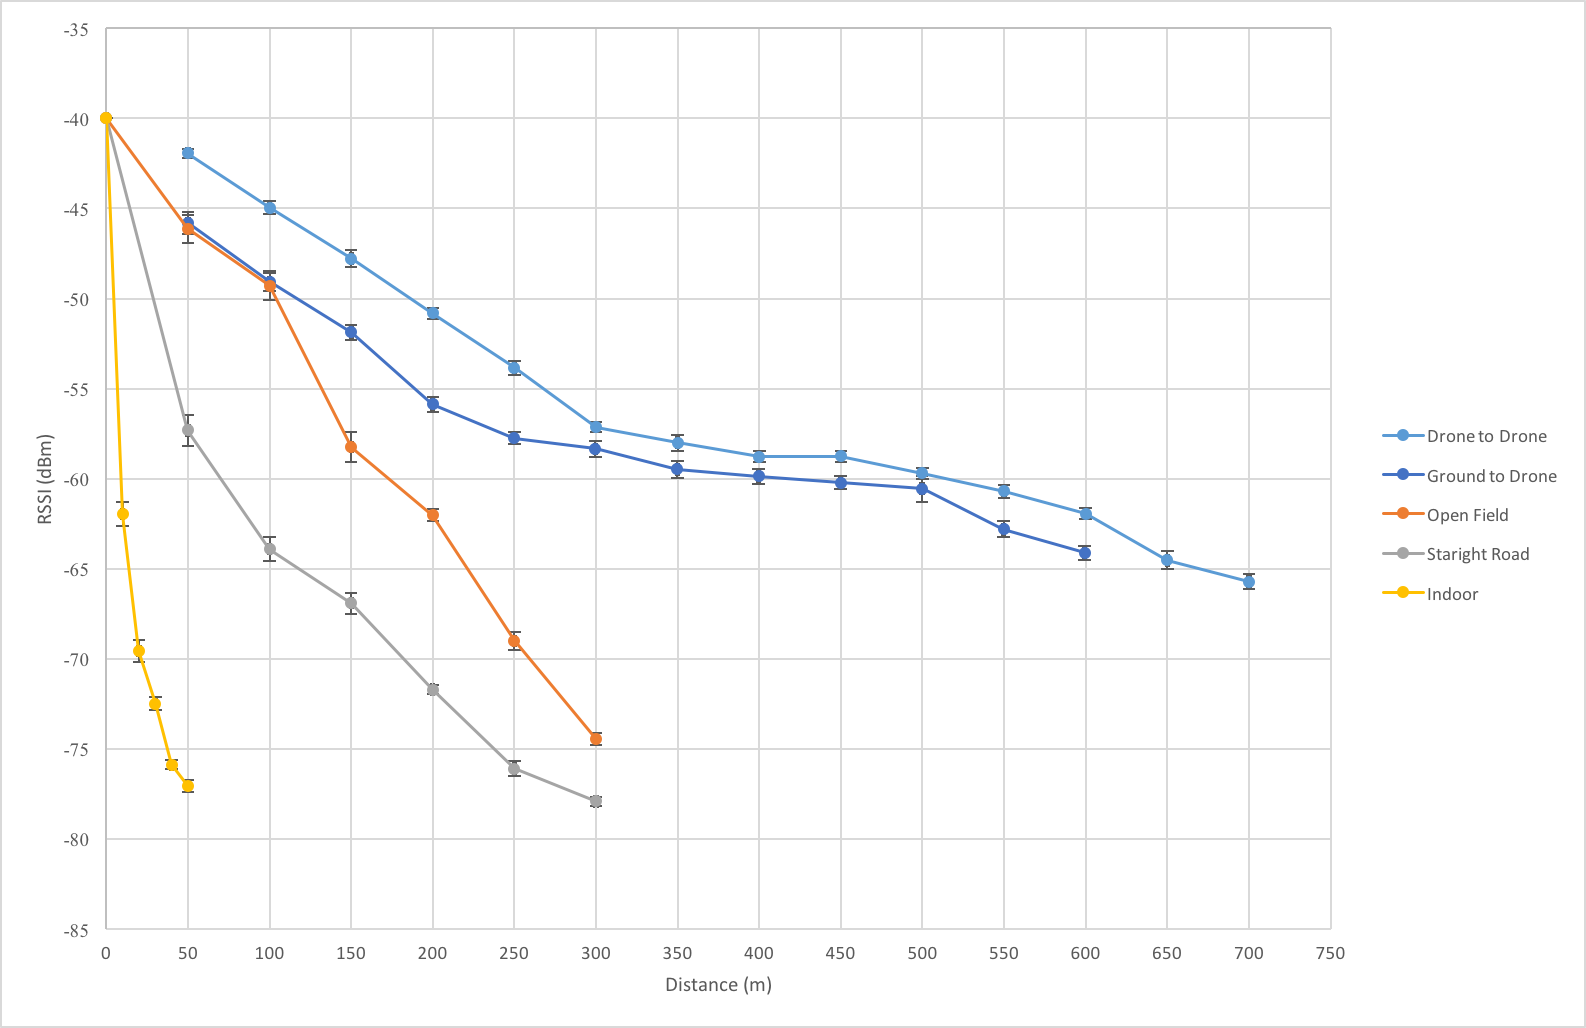 -35
-40
-45
-50
-55
-60
-65
-70
-75
-80
-85
RSSI (dBm)
0 50 100 150 200 250 300 350 400 450 500 550 600 650 700 750
Distance (m)
Drone to Drone
Ground to Drone
Open Field
Staright Road
Indoor